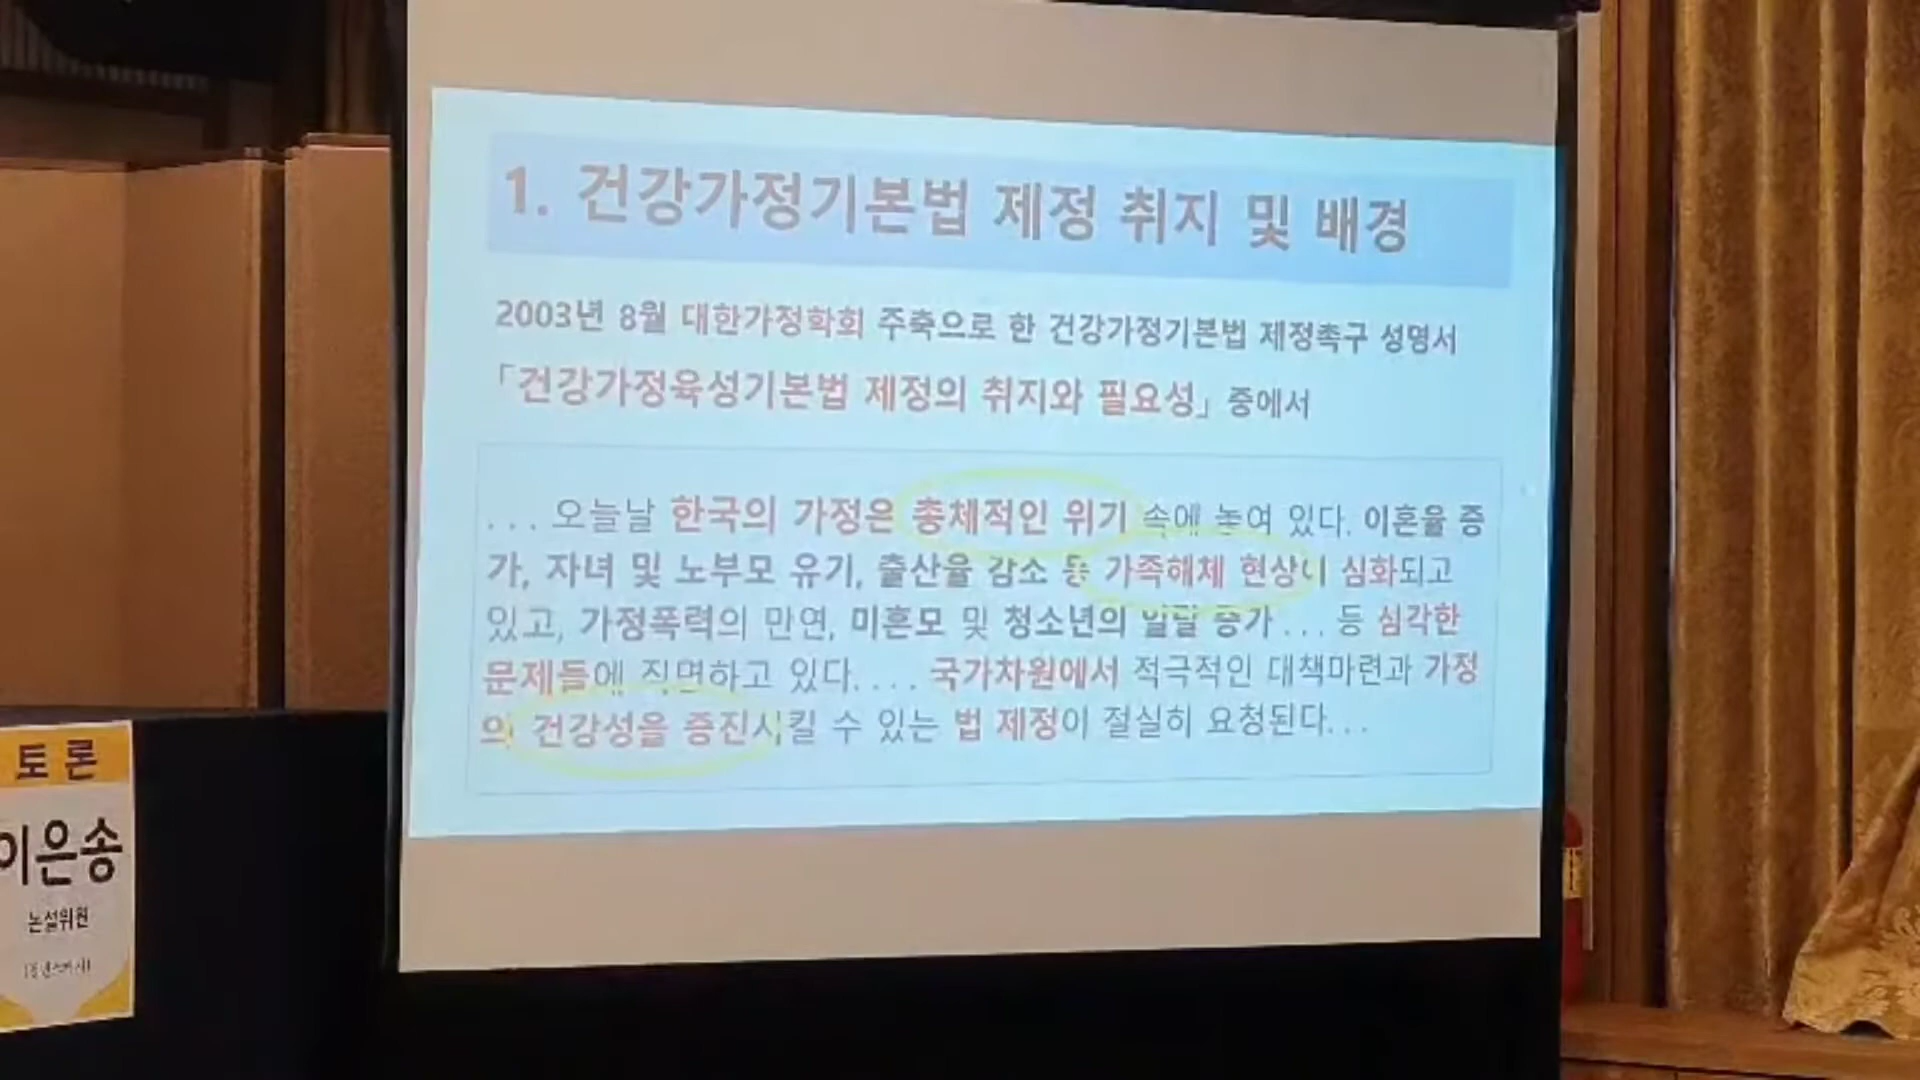 1. 건강가정기본법 제정 취지 및 배경
2003년 8월 대한가정학회 주축으로 한 건강가정기본법 제정촉구 성명서
「건강가정육성기본법 제정의 취지와 필요성」 중에서
... 오늘날 한국의 가정은 총체적인 위기 속에 놓여 있다. 이혼율 증
가, 자녀 및 노부모 유기, 출산율 감소 등 가족해체 현상이 심화되고
있고, 가정폭력의 만연, 미혼모 및 청소년의 일탈 증가... 등 심각한
문제들에 직면하고 있다.... 국가차원에서 적극적인 대책마련과 가정
의 건강성을 증진시킬 수 있는 법 제정이 절실히 요청된다...
토론
이은송
논설위원